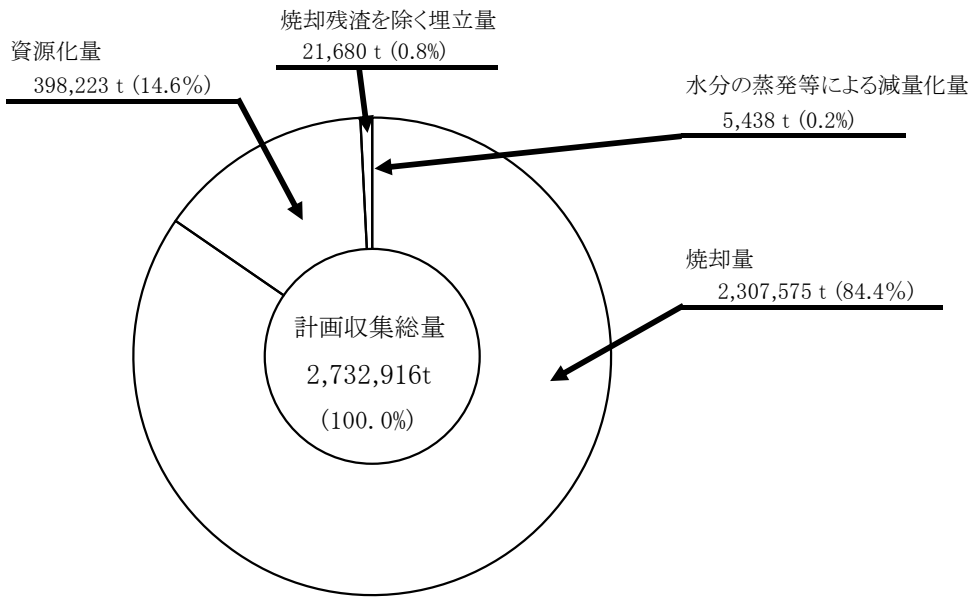 焼却残渣を除く埋立量
21,680 t (0.8%)
資源化量
398,223 t (14.6%)
水分の蒸発等による減量化量
5,438 t (0.2%)
焼却量
2,307,575 t (84.4%)
計画収集総量
2,732,916t
(100.0%)